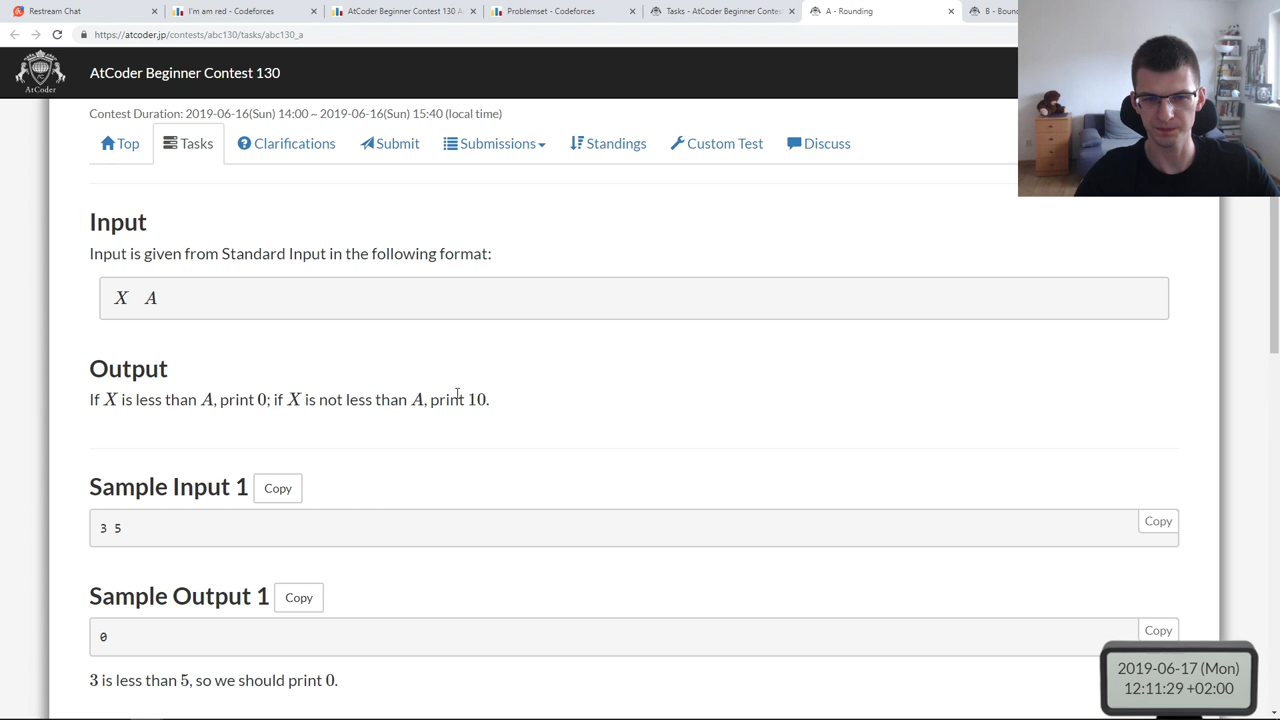 Restream Chat
I'm am red - Codeforces
AtCoder Beginner Contest 130 A
Problemset - Codeforces
Tasks - AtCoder Beginner Contes
A - Rounding
B - Boun
https://atcoder.jp/contests/abc130/tasks/abc130_a
AtCoder
AtCoder Beginner Contest 130
Contest Duration: 2019-06-16(Sun) 14:00 ~ 2019-06-16(Sun) 15:40 (local time)
Top
Tasks
Clarifications
Submit
Submissions
Standings
Custom Test
Discuss
Input
Input is given from Standard Input in the following format:
X A
Output
If X is less than A, print 0; if X is not less than A, print 10.
Sample Input 1 Copy
Copy
3 5
Sample Output 1 Copy
Copy
0
3 is less than 5, so we should print 0.
2019-06-17 (Mon)
12:11:29 +02:00